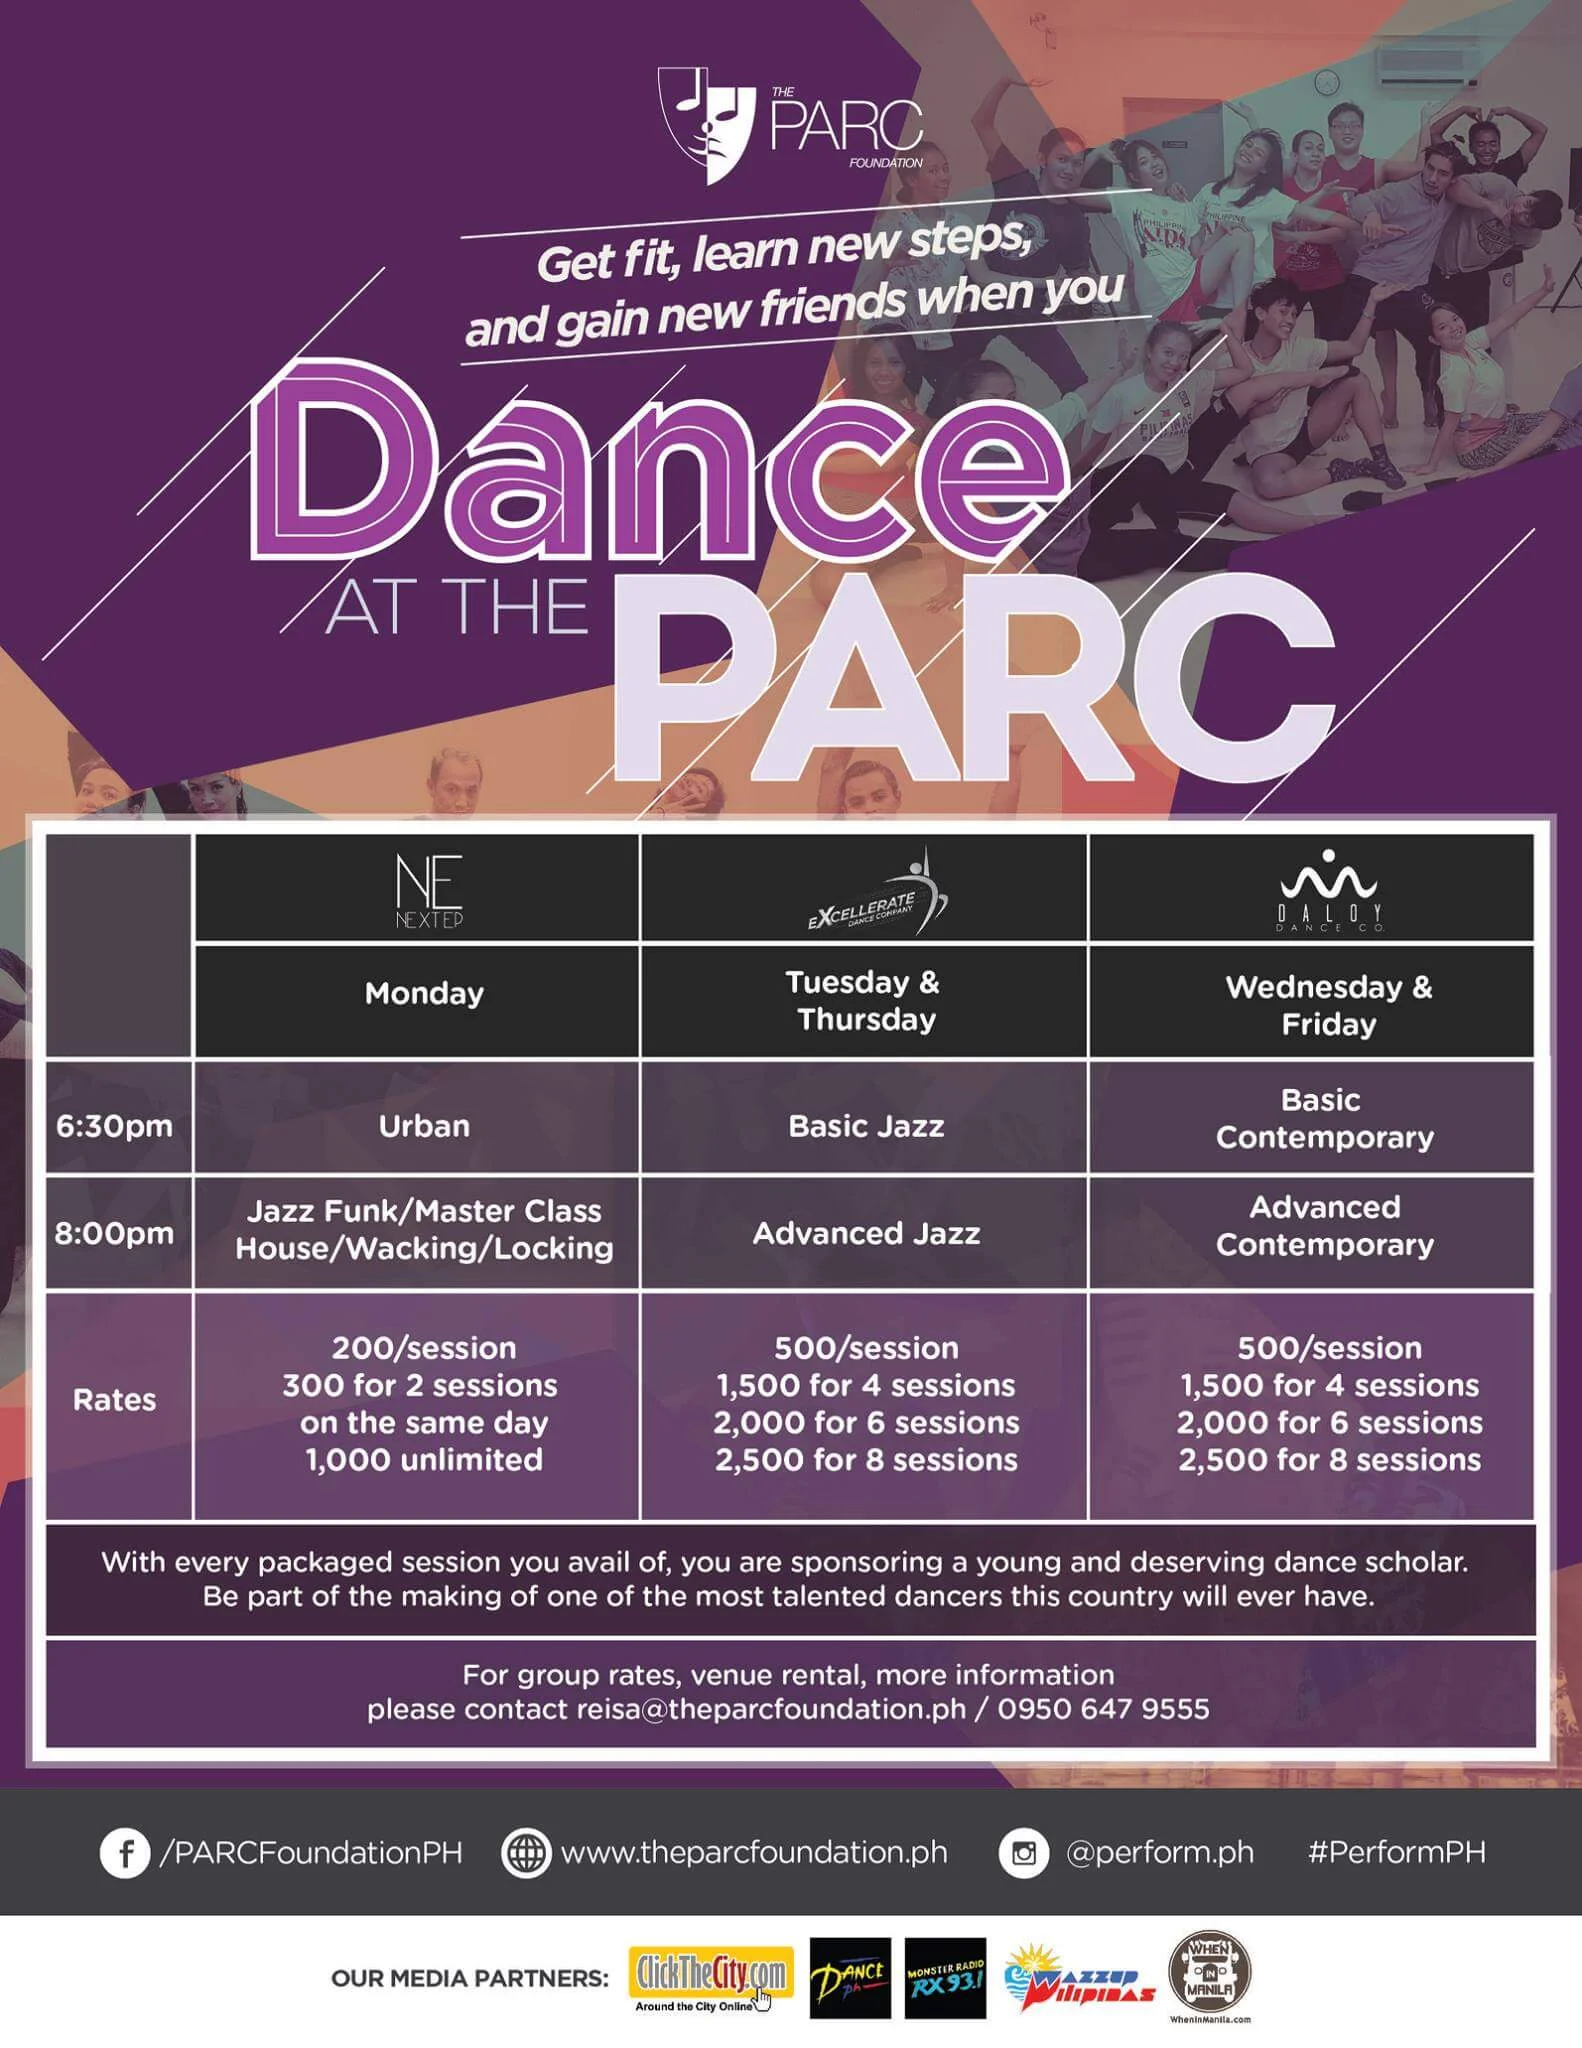 THE
PARC
FOUNDATION
Get fit, learn new steps,
and gain new friends when you
Dance
AT THE PARC
NE
NEXTEP
EXCELLERATE
DANCE COMPANY
DALOY
DANCE CO.
Monday
Tuesday &
Thursday
Wednesday &
Friday
6:30pm
Urban
Basic Jazz
Basic
Contemporary
8:00pm
Jazz Funk/Master Class
House/Wacking/Locking
Advanced Jazz
Advanced
Contemporary
Rates
200/session
300 for 2 sessions
on the same day
1,000 unlimited
500/session
1,500 for 4 sessions
2,000 for 6 sessions
2,500 for 8 sessions
500/session
1,500 for 4 sessions
2,000 for 6 sessions
2,500 for 8 sessions
With every packaged session you avail of, you are sponsoring a young and deserving dance scholar.
Be part of the making of one of the most talented dancers this country will ever have.
For group rates, venue rental, more information
please contact reisa@theparcfoundation.ph / 0950 647 9555
/PARCFoundationPH
www.theparcfoundation.ph
@perform.ph
#PerformPH
OUR MEDIA PARTNERS:
ClickTheCity.com
Around the City Online
DANCE
ph
MONSTER RADIO
RX 93.1
WAZZUP
PILIPINAS
WHEN
IN
MANILA
WhenInManila.com